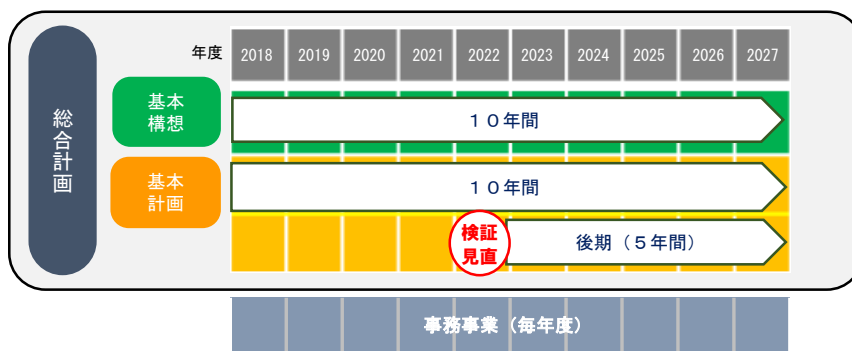 年度 2018 2019 2020 2021 2022 2023 2024 2025 2026 2027
総合計画
基本
構想
１０年間
基本
計画
１０年間
検証
見直
後期（５年間）
事務事業（毎年度）